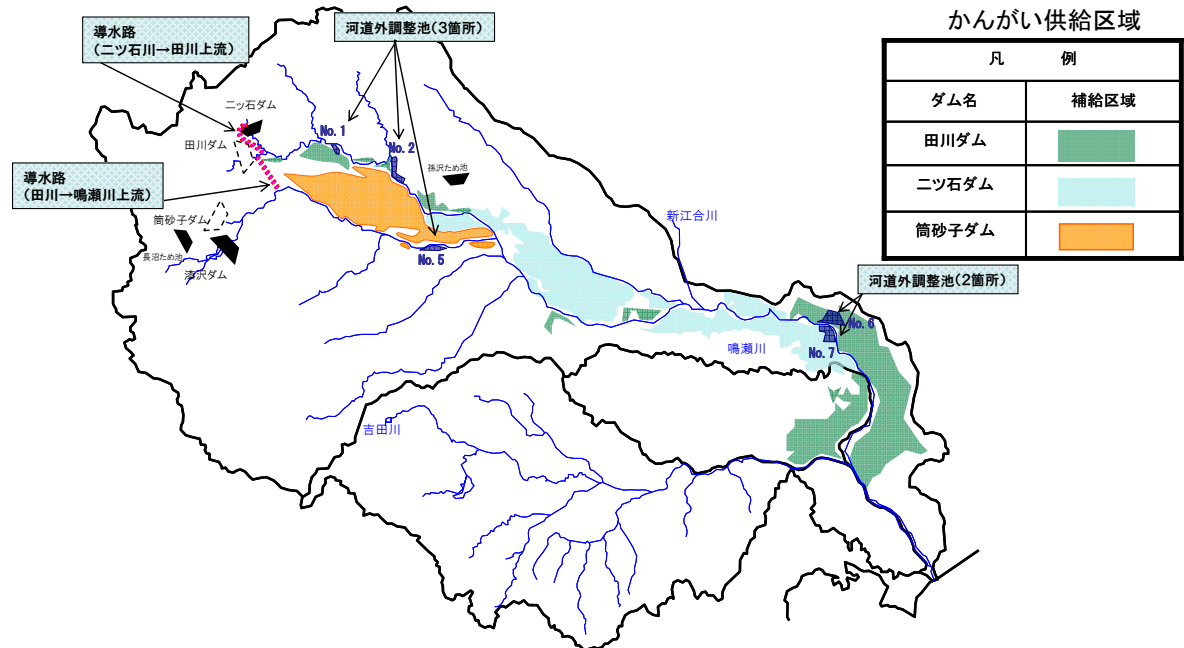 かんがい供給区域
凡 例
ダム名 補給区域
田川ダム
二ツ石ダム
筒砂子ダム
導水路
(二ツ石川→田川上流)
河道外調整池(3箇所)
二ッ石ダム
田川ダム
No.1
No.2
孫沢ため池
導水路
(田川→鳴瀬川上流)
筒砂子ダム
長沼ため池
漆沢ダム
No.5
新江合川
河道外調整池(2箇所)
No.6
No.7
鳴瀬川
吉田川